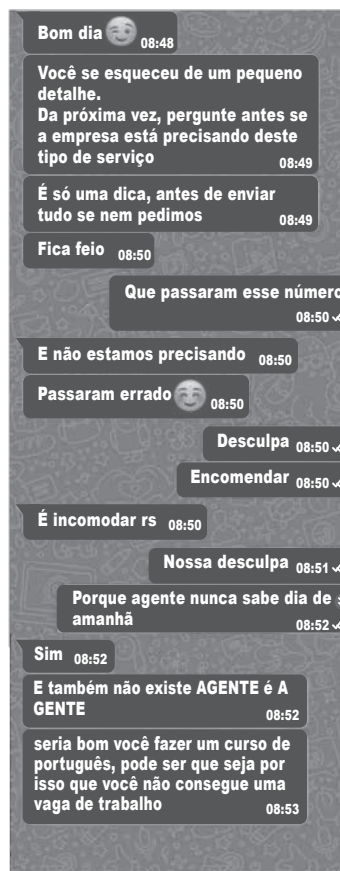 Bom dia 😉 08:48
Você se esqueceu de um pequeno
detalhe.
Da próxima vez, pergunte antes se
a empresa está precisando deste
tipo de serviço 08:49
É só uma dica, antes de enviar
tudo se nem pedimos 08:49
Fica feio 08:50
Que passaram esse número
08:50
E não estamos precisando 08:50
Passaram errado ☺️ 08:50
Desculpa 08:50
Encomendar 08:50
É incomodar rs 08:50
Nossa desculpa 08:51
Porque agente nunca sabe dia de
amanhã 08:52
Sim 08:52
E também não existe AGENTE é A
GENTE 08:52
seria bom você fazer um curso de
português, pode ser que seja por
isso que você não consegue uma
vaga de trabalho 08:53